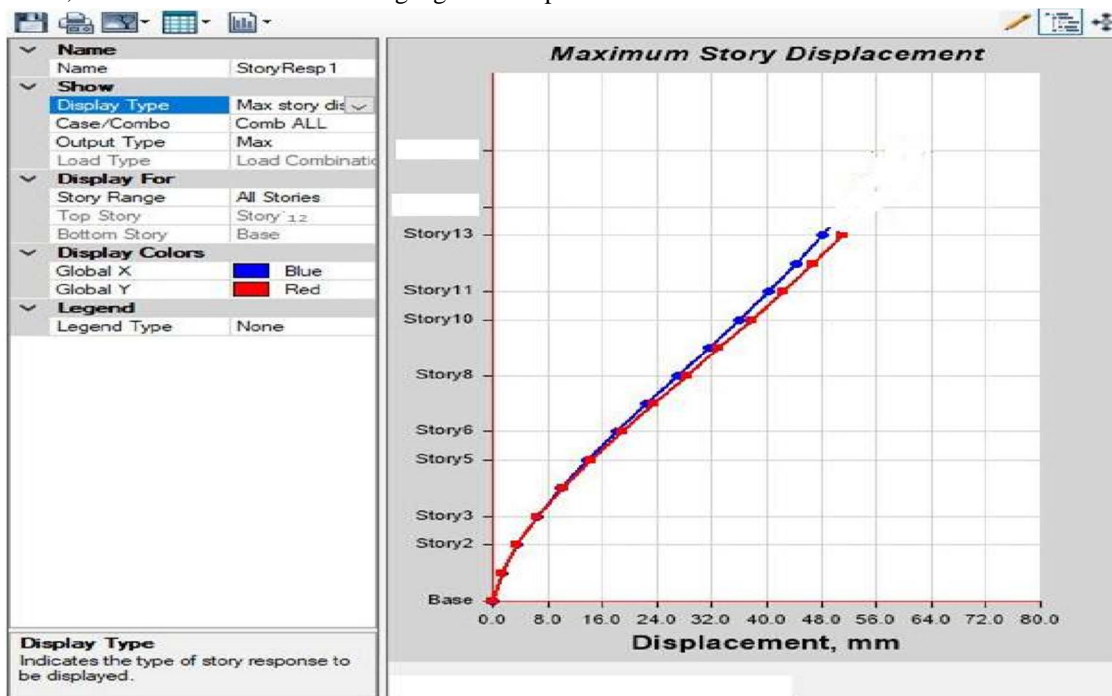 Name
Name StoryResp1
Show
Display Type Max story dis
Case/Combo Comb ALL
Output Type Max
Load Type Load Combinatic
Display For
Story Range All Stories
Top Story Story 12
Bottom Story Base
Display Colors
Global X Blue
Global Y Red
Legend
Legend Type None
Display Type
Indicates the type of story response to
be displayed.
Maximum Story Displacement
Story13
Story11
Story10
Story8
Story6
Story5
Story3
Story2
Base
0.0 8.0 16.0 24.0 32.0 40.0 48.0 56.0 64.0 72.0 80.0
Displacement, mm